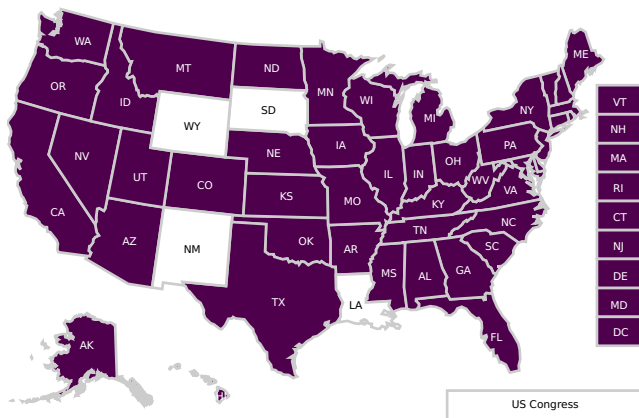 WA
ME
MT
ND
OR
MN
ID
WI
SD
NY
VT
WY
MI
NH
IA
PA
NE
MA
NV
OH
IL
IN
UT
WV
RI
CO
VA
KS
MO
KY
CT
CA
NC
TN
NJ
AZ
OK
AR
SC
NM
DE
GA
MS
AL
TX
MD
LA
DC
FL
AK
HI
US Congress